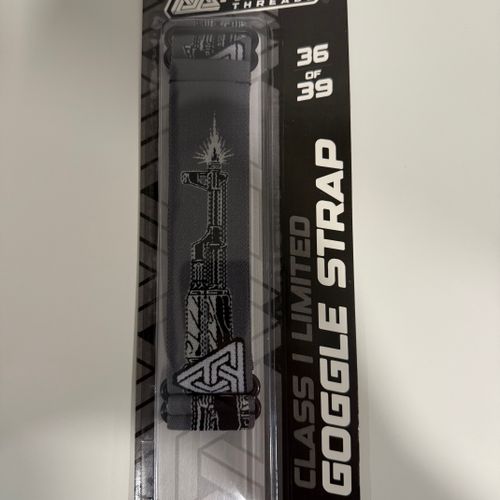 THREADS
36
OF
39
CLASS I LIMITED
GOGGLE STRAP